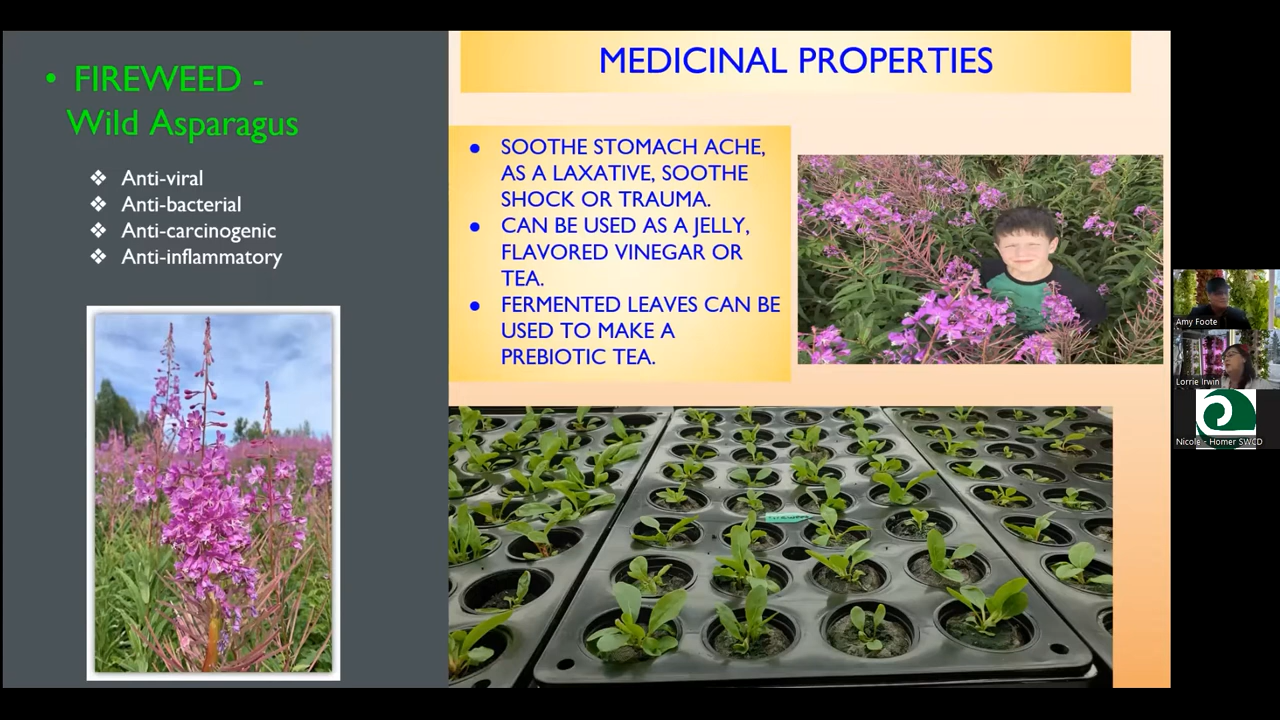 • FIREWEED -
Wild Asparagus
❖ Anti-viral
❖ Anti-bacterial
❖ Anti-carcinogenic
❖ Anti-inflammatory
MEDICINAL PROPERTIES
● SOOTHE STOMACH ACHE,
AS A LAXATIVE, SOOTHE
SHOCK OR TRAUMA.
● CAN BE USED AS A JELLY,
FLAVORED VINEGAR OR
TEA.
● FERMENTED LEAVES CAN BE
USED TO MAKE A
PREBIOTIC TEA.
Amy Foote
Lorrie Irwin
Nicole - Homer SWCD